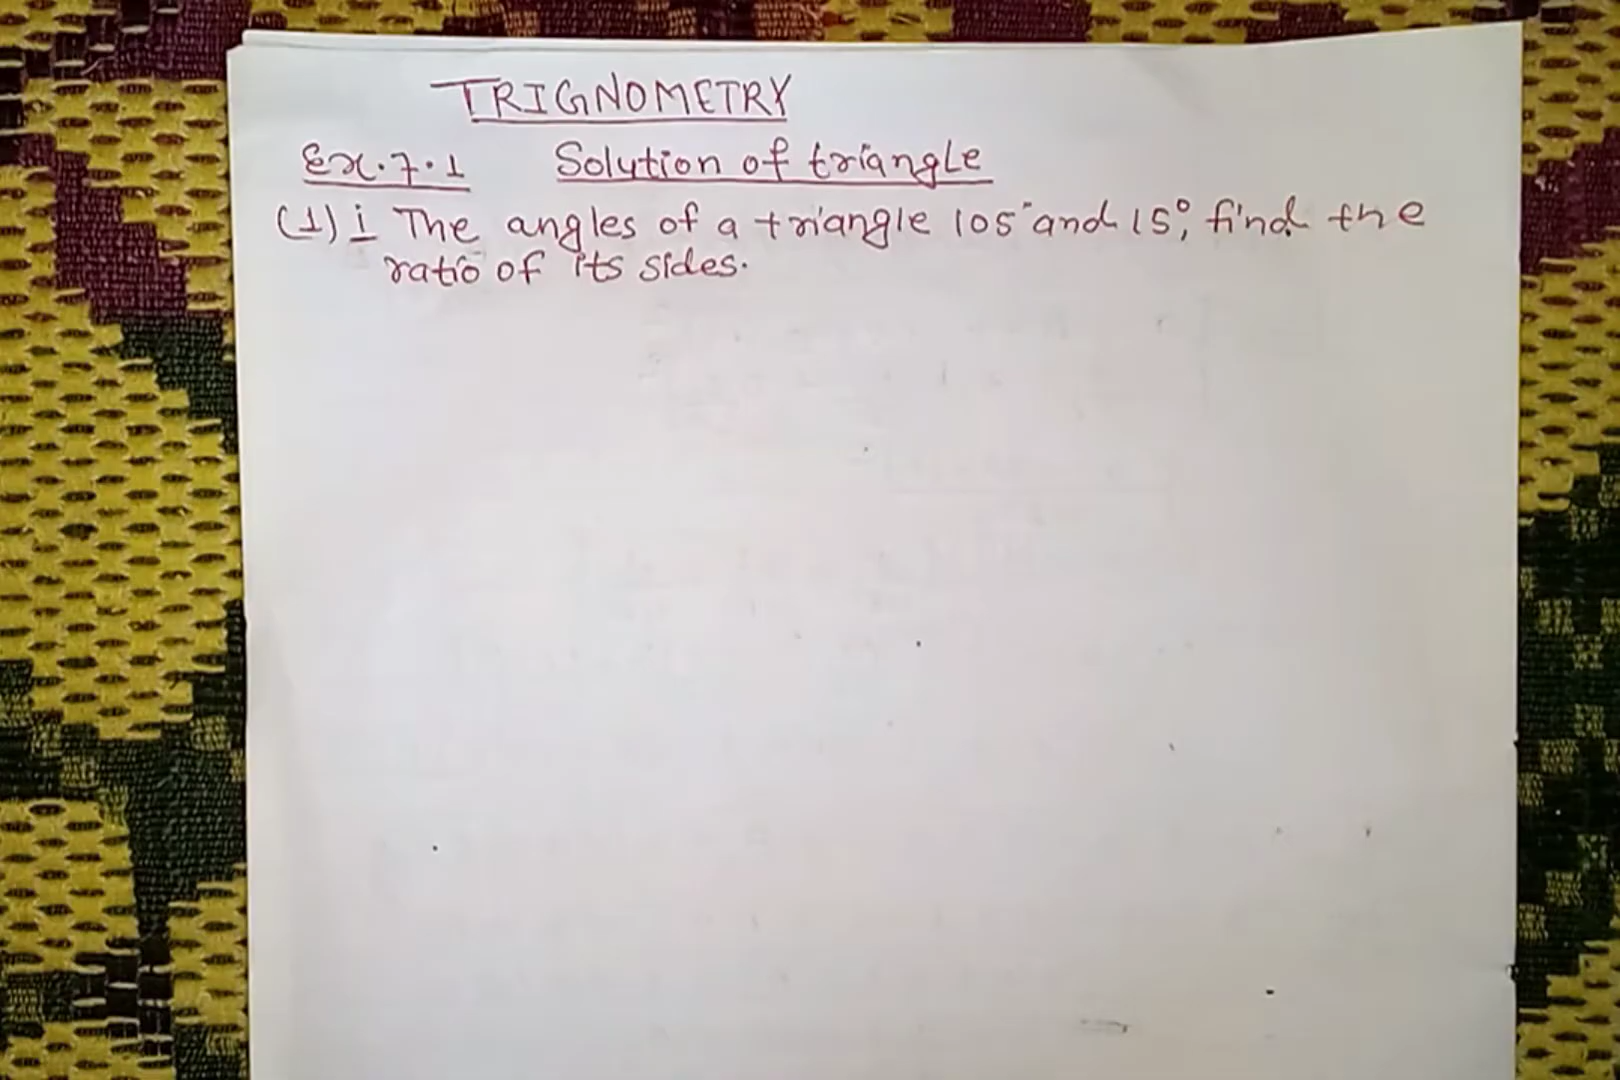 TRIGNOMETRY
Ex.7.1 Solution of triangle
(1) i The angles of a triangle 105° and 15°, find the
ratio of its sides.